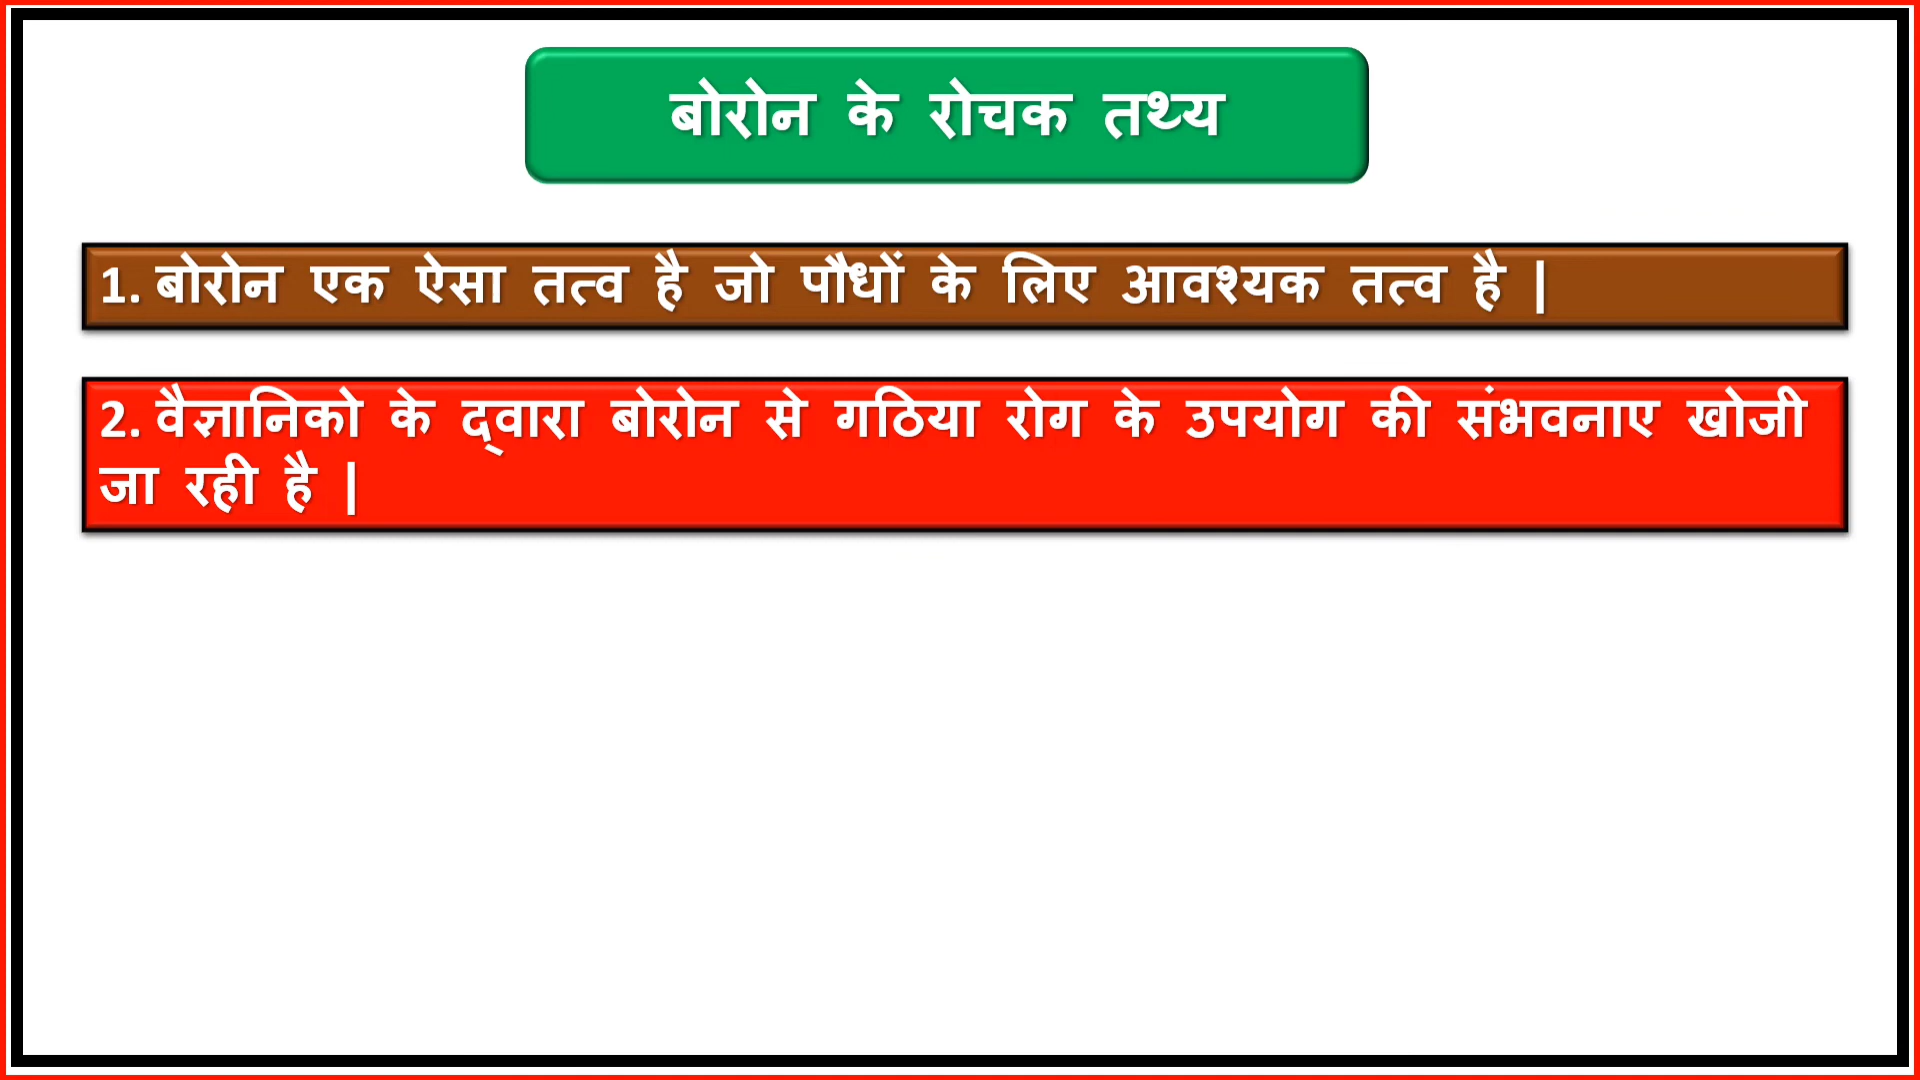 बोरोन के रोचक तथ्य
1. बोरोन एक ऐसा तत्व है जो पौधों के लिए आवश्यक तत्व है |
2. वैज्ञानिको के द्वारा बोरोन से गठिया रोग के उपयोग की संभवनाए खोजी
जा रही है |